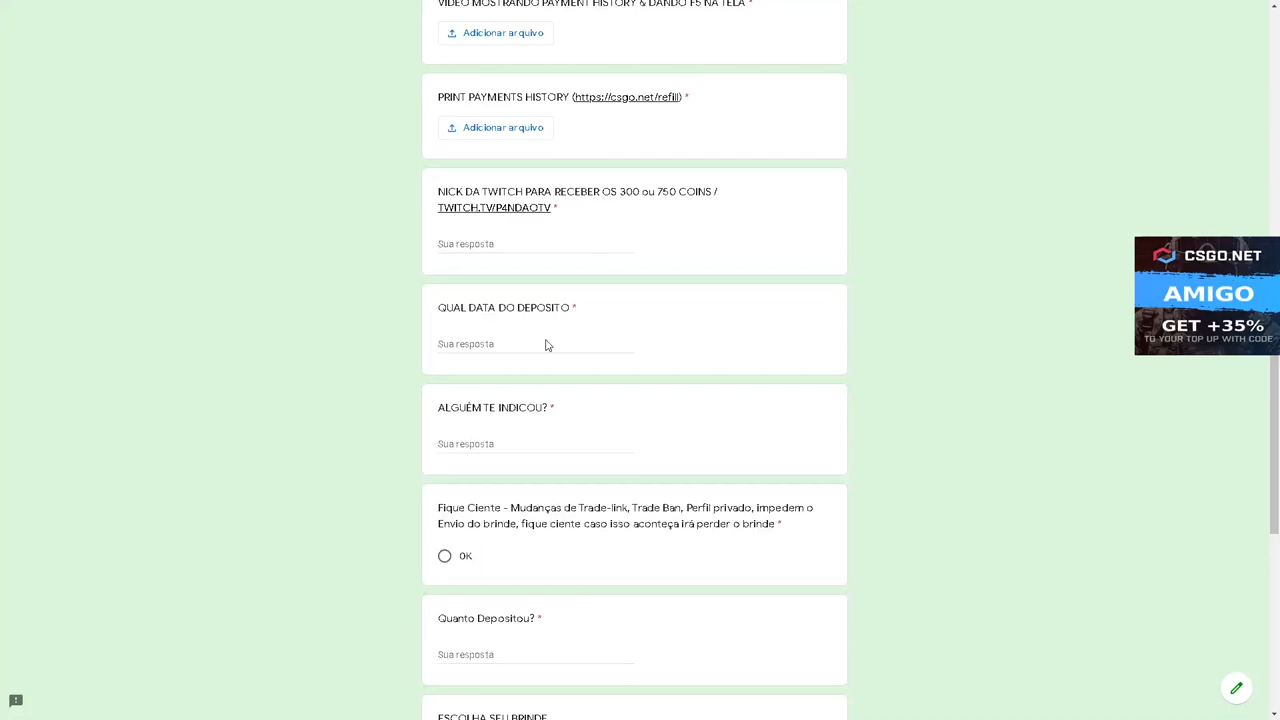 VIDEO MOSTRANDO PAYMENT HISTORY & DANDO F5 NA TELA *
Adicionar arquivo
PRINT PAYMENTS HISTORY (https://csgo.net/refill) *
Adicionar arquivo
NICK DA TWITCH PARA RECEBER OS 300 ou 750 COINS /
TWITCH.TV/P4NDAOTV *
Sua resposta
QUAL DATA DO DEPOSITO *
Sua resposta
ALGUÉM TE INDICOU? *
Sua resposta
Fique Ciente - Mudanças de Trade-link, Trade Ban, Perfil privado, impedem o
Envio do brinde, fique ciente caso isso aconteça irá perder o brinde *
OK
Quanto Depositou? *
Sua resposta
ESCOLHA SEU BRINDE
CSGO.NET
AMIGO
GET +35%
TO YOUR TOP UP WITH CODE